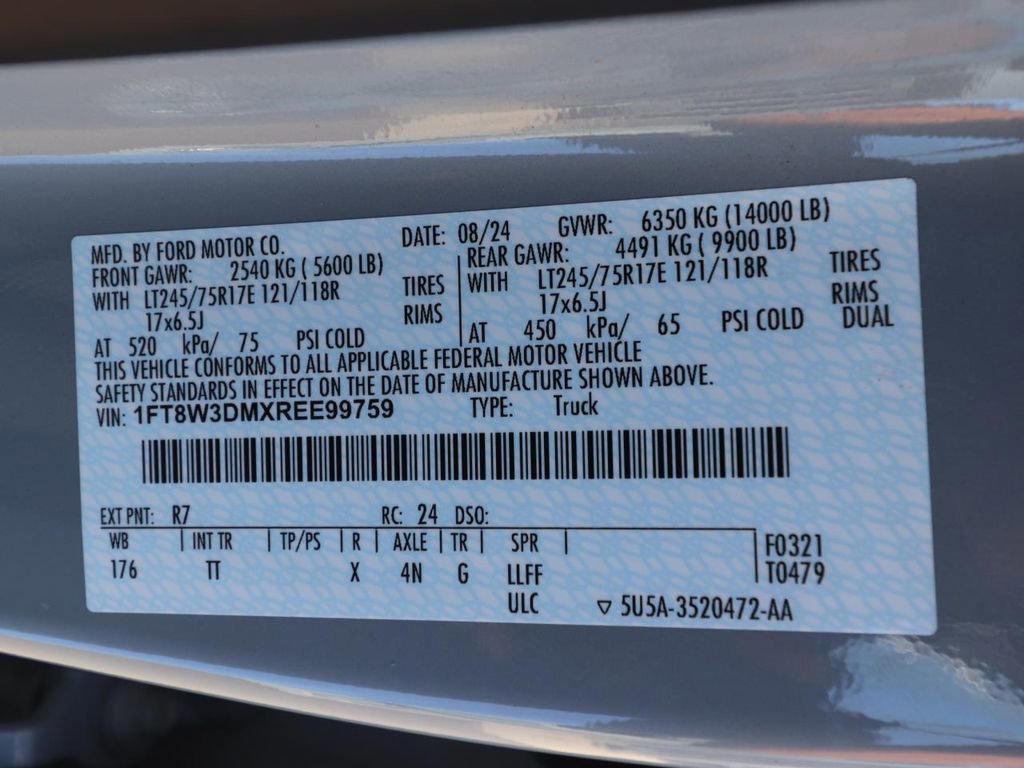 MFD. BY FORD MOTOR CO. DATE: 08/24 GVWR: 6350 KG (14000 LB)
FRONT GAWR: 2540 KG ( 5600 LB) REAR GAWR: 4491 KG ( 9900 LB)
WITH LT245/75R17E 121/118R TIRES WITH LT245/75R17E 121/118R TIRES
17x6.5J RIMS 17x6.5J RIMS
AT 520 kPa/ 75 PSI COLD AT 450 kPa/ 65 PSI COLD DUAL
THIS VEHICLE CONFORMS TO ALL APPLICABLE FEDERAL MOTOR VEHICLE
SAFETY STANDARDS IN EFFECT ON THE DATE OF MANUFACTURE SHOWN ABOVE.
VIN: 1FT8W3DMXREE99759 TYPE: Truck
EXT PNT: R7 RC: 24 DSO:
WB INT TR TP/PS R AXLE TR SPR F0321
176 TT X 4N G LLFF T0479
ULC ▽ 5U5A-3520472-AA